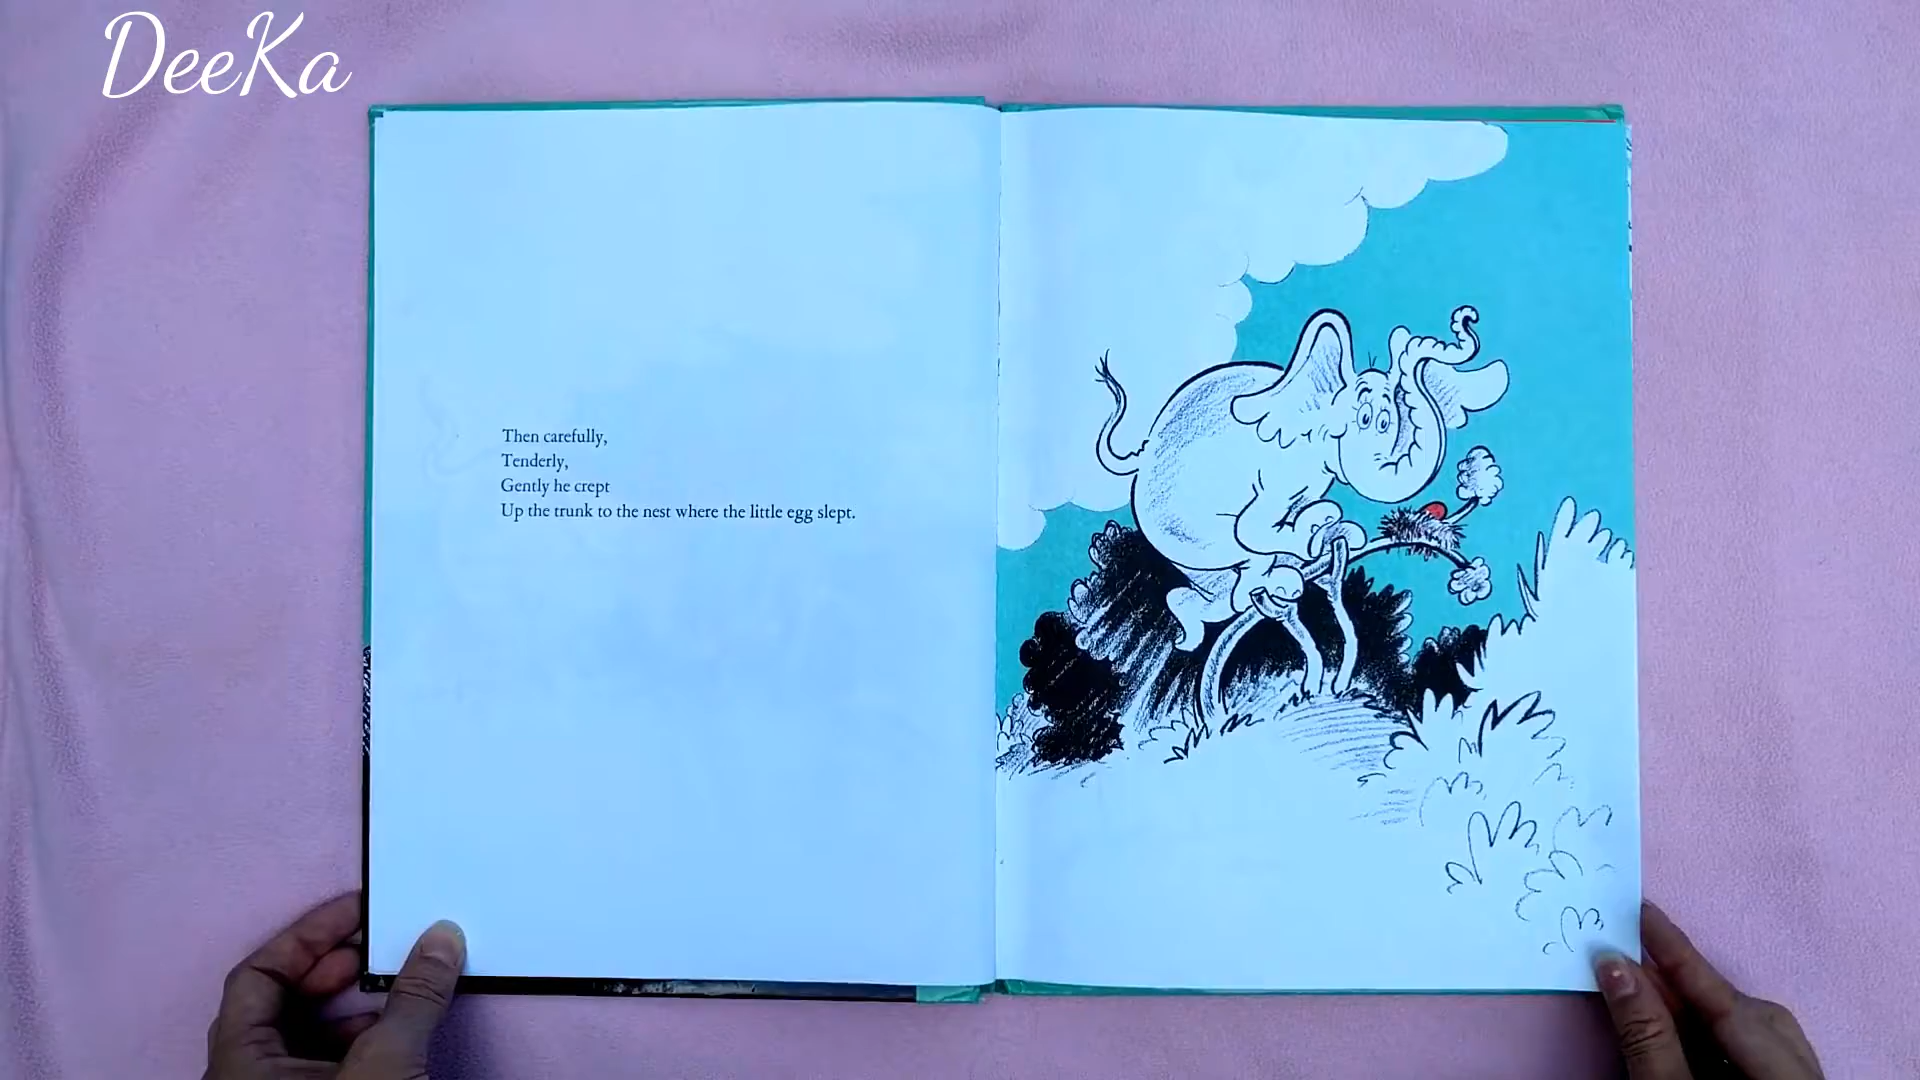 DeeKa
Then carefully,
Tenderly,
Gently he crept
Up the trunk to the nest where the little egg slept.